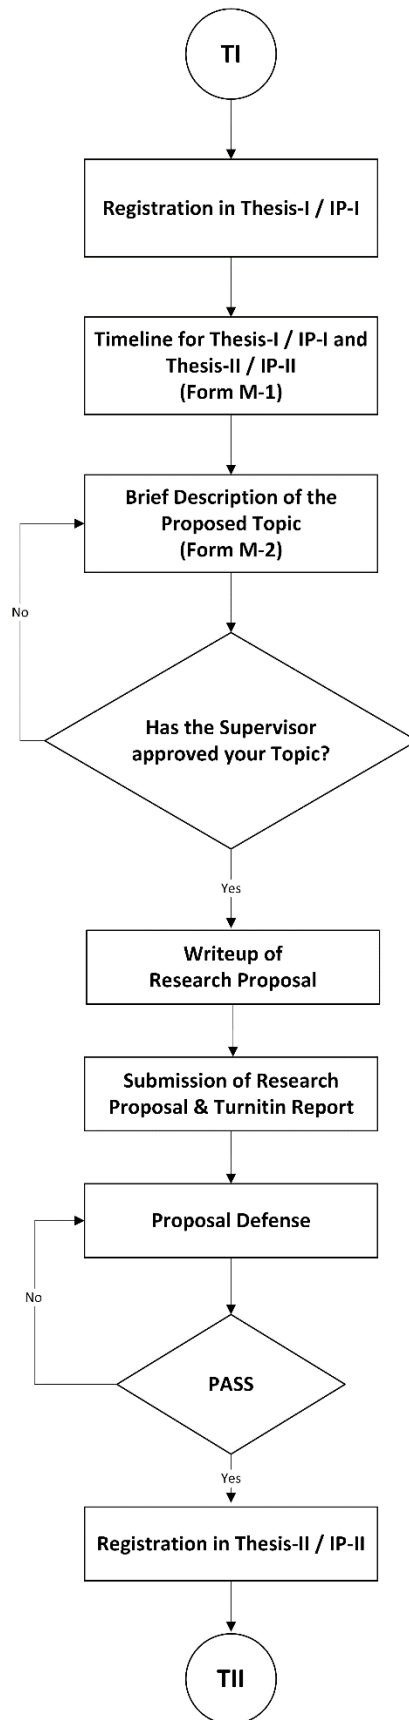 TI
Registration in Thesis-I / IP-I
Timeline for Thesis-I / IP-I and
Thesis-II / IP-II
(Form M-1)
Brief Description of the
Proposed Topic
(Form M-2)
No
Has the Supervisor
approved your Topic?
Yes
Writeup of
Research Proposal
Submission of Research
Proposal & Turnitin Report
Proposal Defense
No
PASS
Yes
Registration in Thesis-II / IP-II
TII